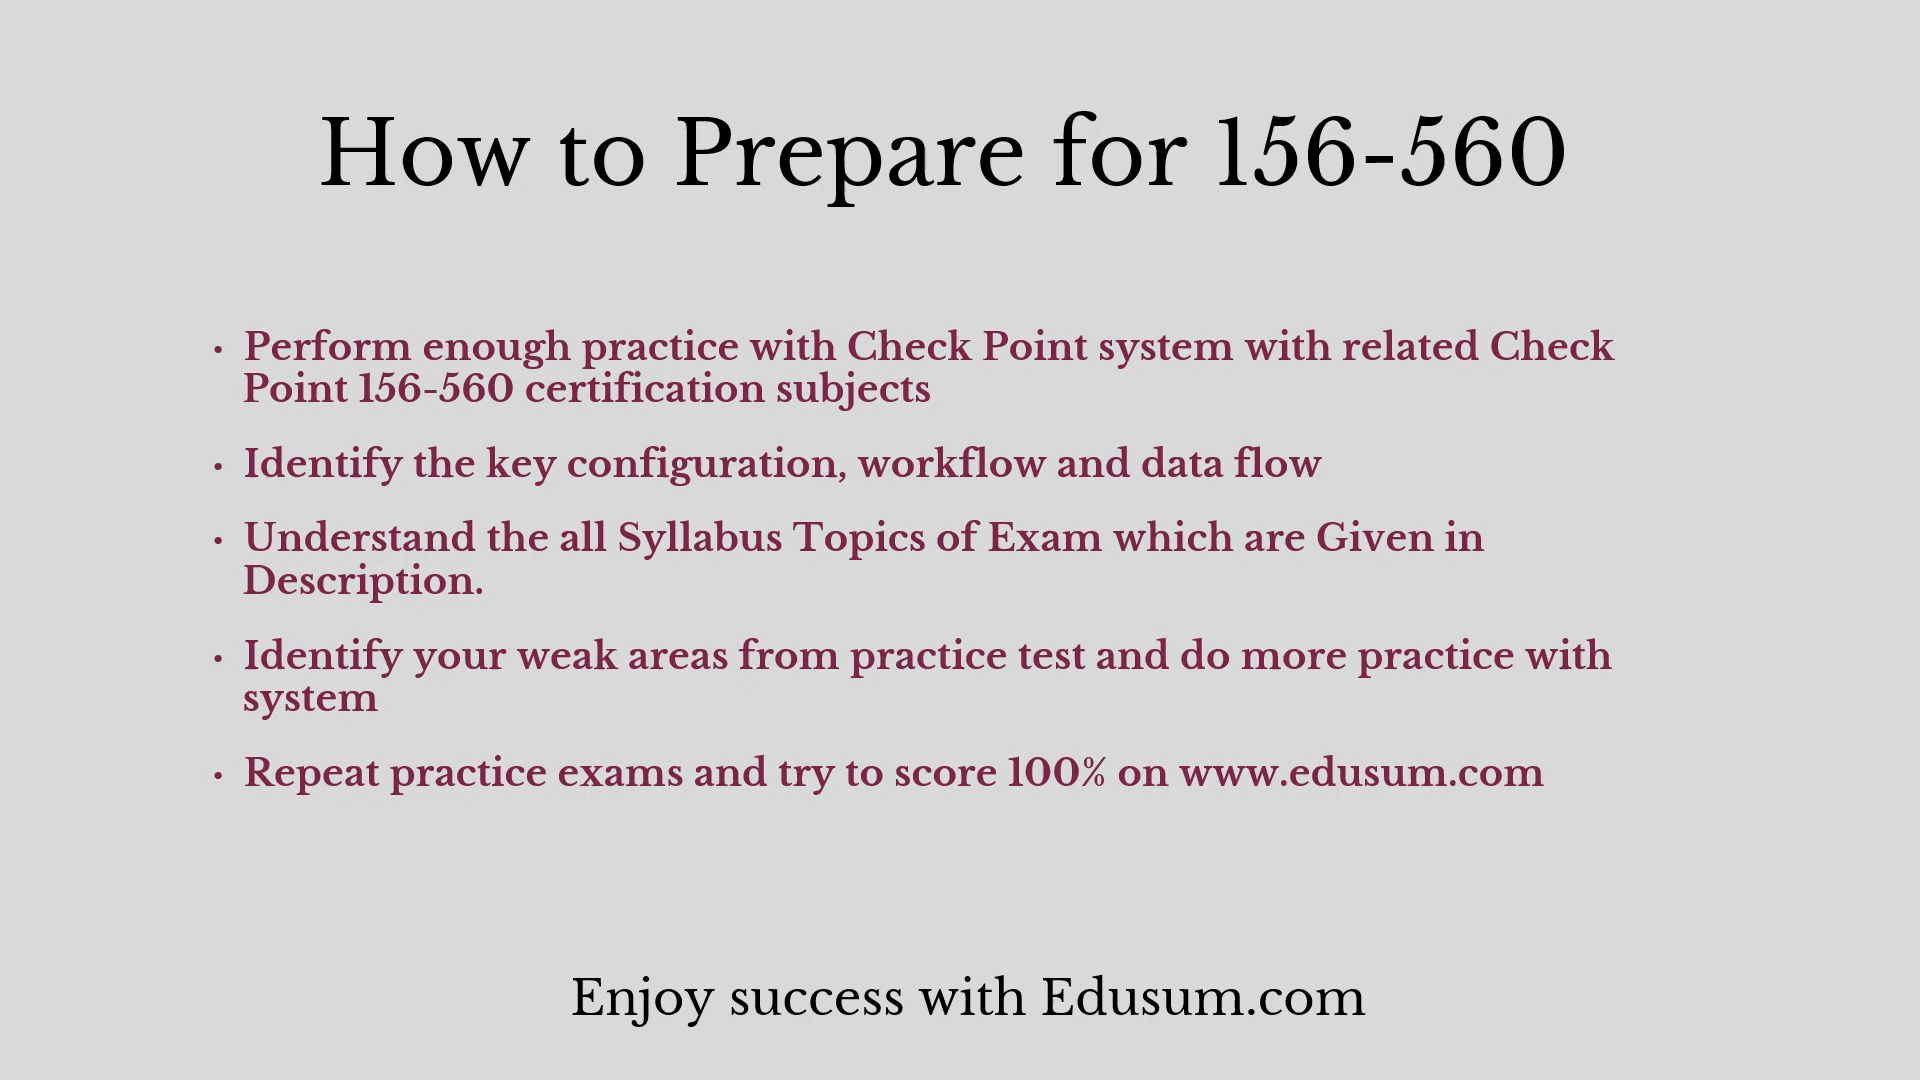 How to Prepare for 156-560
• Perform enough practice with Check Point system with related Check
Point 156-560 certification subjects
• Identify the key configuration, workflow and data flow
• Understand the all Syllabus Topics of Exam which are Given in
Description.
• Identify your weak areas from practice test and do more practice with
system
• Repeat practice exams and try to score 100% on www.edusum.com
Enjoy success with Edusum.com